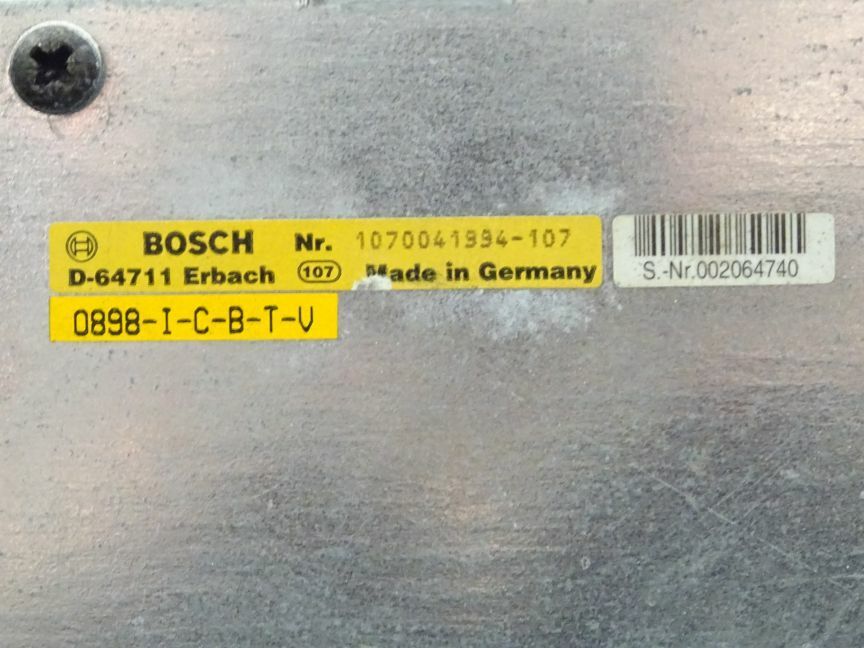 BOSCH Nr. 1070041994-107
D-64711 Erbach 107 Made in Germany
S.-Nr.002064740
0898-I-C-B-T-V